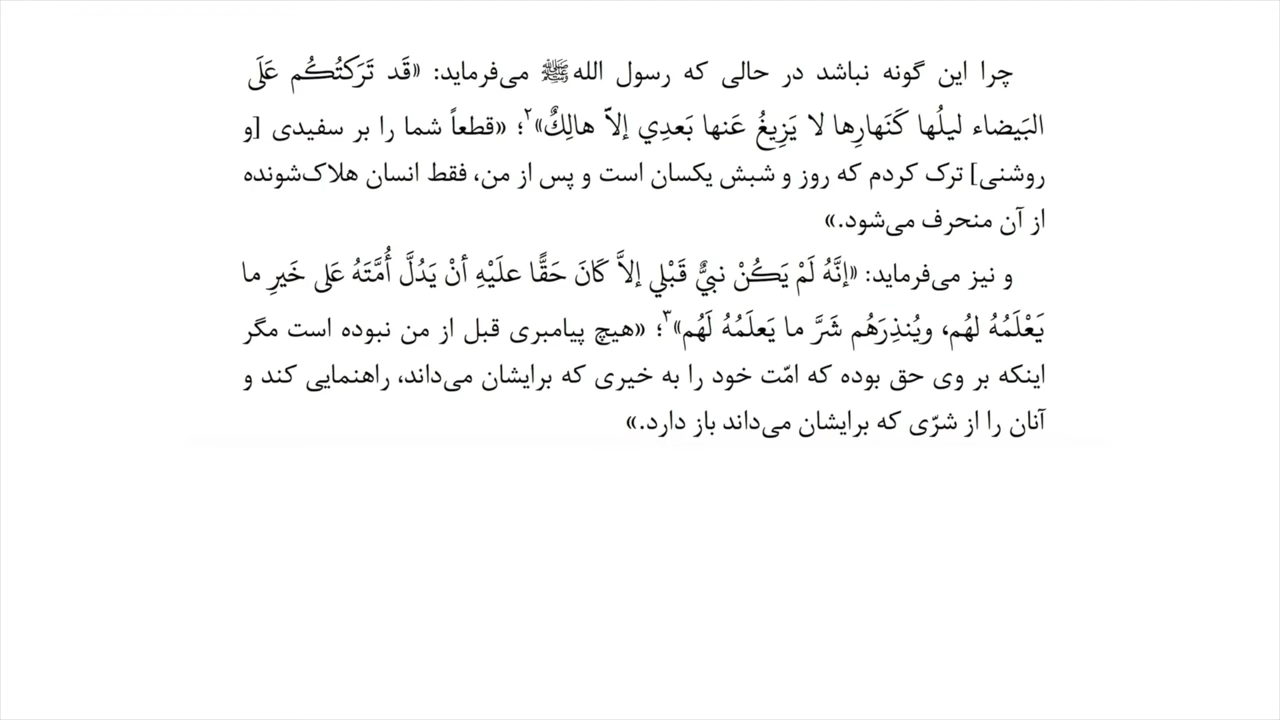 چرا این گونه نباشد در حالی که رسول الله ﷺ می‌فرماید: «قَد تَرَكتُكُم عَلَى
البَيضاء ليلُها كَنَهارِها لا يَزِيغُ عَنها بَعدِي إلاّ هالِكٌ»۲؛ «قطعاً شما را بر سفیدی [و
روشنی] ترک کردم که روز و شبش یکسان است و پس از من، فقط انسان هلاک‌شونده
از آن منحرف می‌شود.»
و نیز می‌فرماید: «إنَّهُ لَمْ يَكُنْ نبيٌّ قَبْلي إلاَّ كَانَ حَقًّا علَيْهِ أنْ يَدُلَّ أُمَّتَهُ عَلى خَيرِ ما
يَعْلَمُهُ لهُم، ويُنذِرَهُم شَرَّ ما يَعلَمُهُ لَهُم»۳؛ «هیچ پیامبری قبل از من نبوده است مگر
اینکه بر وی حق بوده که امّت خود را به خیری که برایشان می‌داند، راهنمایی کند و
آنان را از شرّی که برایشان می‌داند باز دارد.»